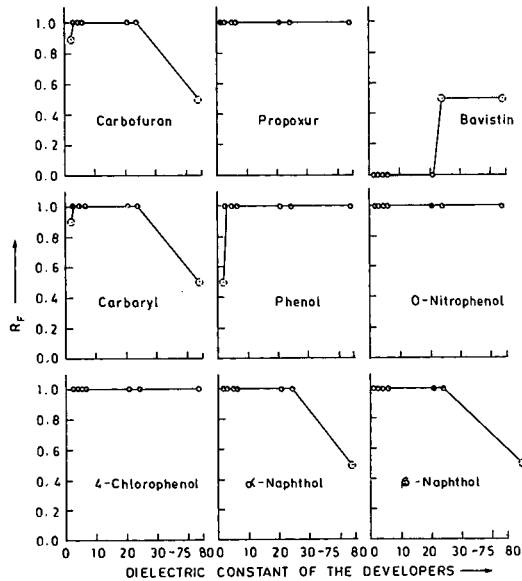 1.0
0.8
0.6
0.4
0.2
0.0
Carbofuran
Propoxur
Bavistin
1.0
0.8
0.6
0.4
0.2
0.0
Carbaryl
Phenol
O-Nitrophenol
RF
1.0
0.8
0.6
0.4
0.2
0.0
4-Chlorophenol
α-Naphthol
β-Naphthol
0 10 20 30-75 80 0 10 20 30-75 80 0 10 20 30-75 80
DIELECTRIC CONSTANT OF THE DEVELOPERS